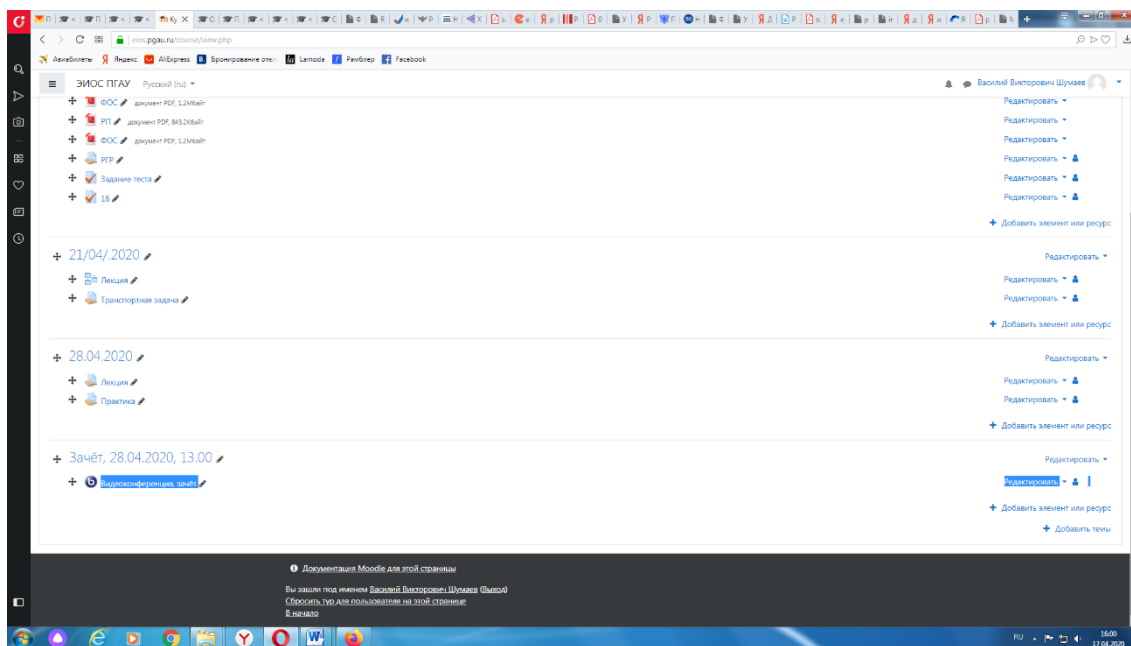 eios.pgau.ru/course/view.php
Авиабилеты Яндекс AliExpress Бронирование отел Lamoda Рамблер Facebook
ЭИОС ПГАУ Русский (ru) Василий Викторович Шумаев
ФОС документ PDF, 1.2Мбайт Редактировать
РП документ PDF, 843.2Кбайт Редактировать
ФОС документ PDF, 1.2Мбайт Редактировать
РГР Редактировать
Задание теста Редактировать
18 Редактировать
Добавить элемент или ресурс
21/04/.2020 Редактировать
Лекция Редактировать
Транспортная задача Редактировать
Добавить элемент или ресурс
28.04.2020 Редактировать
Лекция Редактировать
Практика Редактировать
Добавить элемент или ресурс
Зачёт, 28.04.2020, 13.00 Редактировать
Видеоконференция, зачёт Редактировать
Добавить элемент или ресурс
Добавить темы
Документация Moodle для этой страницы
Вы зашли под именем Василий Викторович Шумаев (Выход)
Сбросить тур для пользователя на этой странице
В начало
RU 16:00
17.04.2020